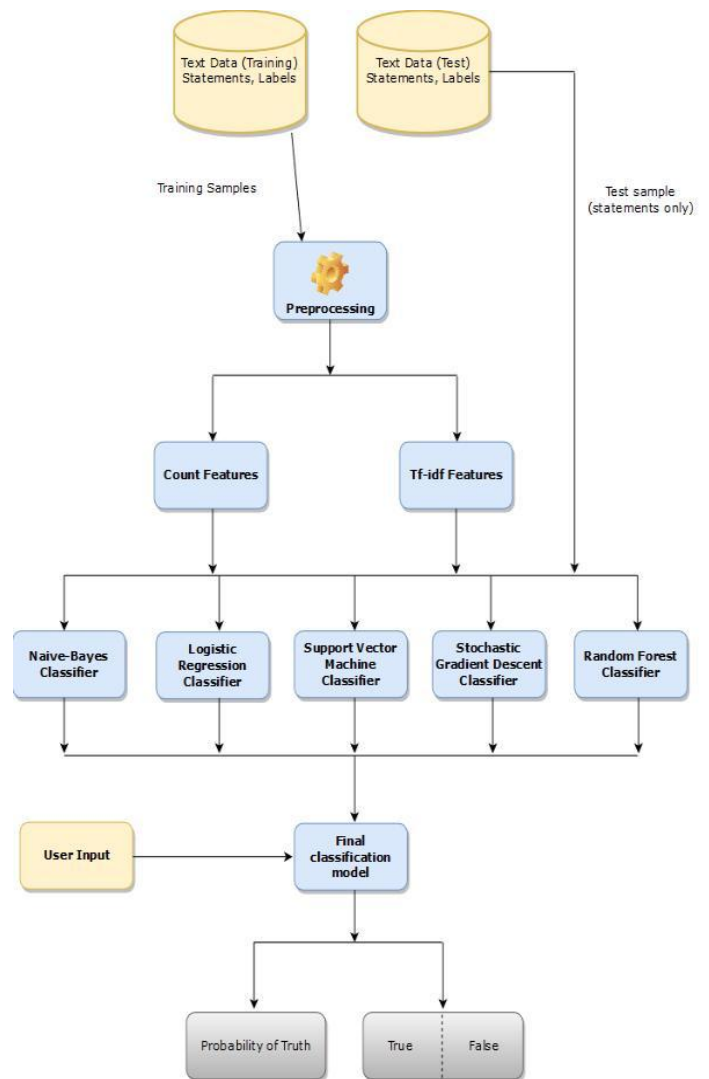 Text Data (Training)
Statements, Labels
Text Data (Test)
Statements, Labels
Training Samples
Test sample
(statements only)
Preprocessing
Count Features
Tf-idf Features
Naive-Bayes
Classifier
Logistic
Regression
Classifier
Support Vector
Machine
Classifier
Stochastic
Gradient Descent
Classifier
Random Forest
Classifier
User Input
Final
classification
model
Probability of Truth
True
False